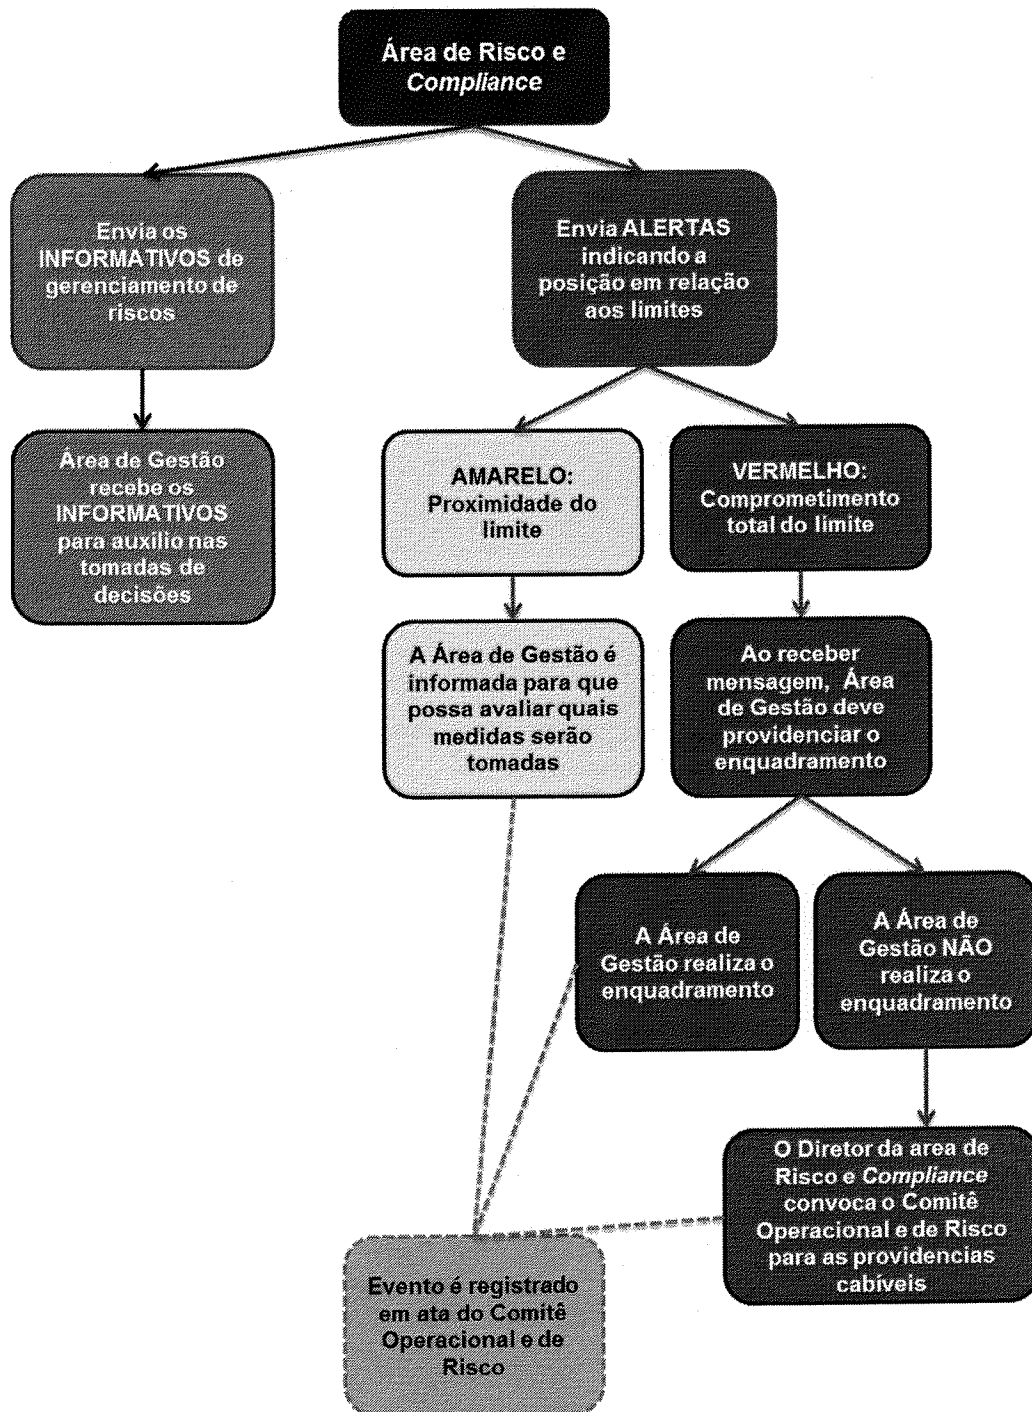 Área de Risco e
Compliance
Envia os
INFORMATIVOS de
gerenciamento de
riscos
Envia ALERTAS
indicando a
posição em relação
aos limites
Área de Gestão
recebe os
INFORMATIVOS
para auxílio nas
tomadas de
decisões
AMARELO:
Proximidade do
limite
VERMELHO:
Comprometimento
total do limite
A Área de Gestão é
informada para que
possa avaliar quais
medidas serão
tomadas
Ao receber
mensagem, Área
de Gestão deve
providenciar o
enquadramento
A Área de
Gestão realiza o
enquadramento
A Área de
Gestão NÃO
realiza o
enquadramento
O Diretor da area de
Risco e Compliance
convoca o Comitê
Operacional e de Risco
para as providencias
cabíveis
Evento é registrado
em ata do Comitê
Operacional e de
Risco